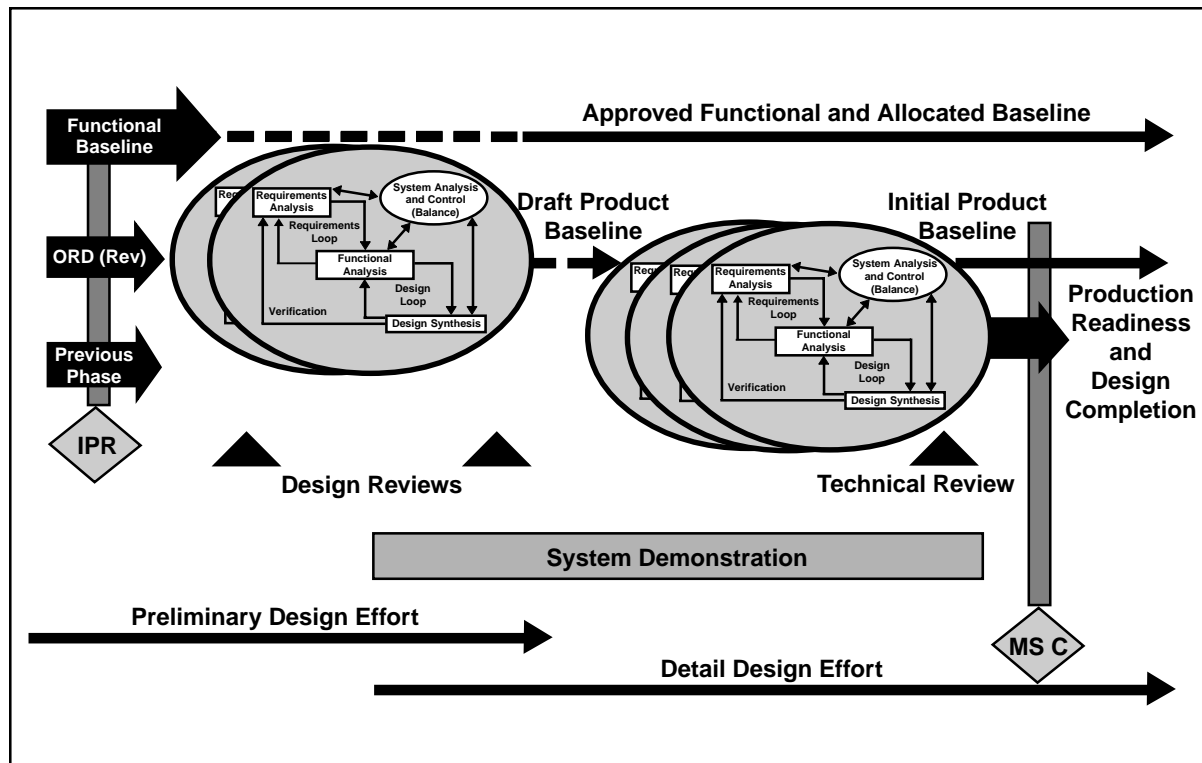 Functional
Baseline
Approved Functional and Allocated Baseline
ORD (Rev)
Previous
Phase
IPR
Req
Requirements
Analysis
System Analysis
and Control
(Balance)
Requirements
Loop
Functional
Analysis
Design
Loop
Verification
Design Synthesis
Draft Product
Baseline
Initial Product
Baseline
Requirements
Analysis
System Analysis
and Control
(Balance)
Requirements
Loop
Functional
Analysis
Design
Loop
Verification
Design Synthesis
Production
Readiness
and
Design
Completion
Design Reviews
Technical Review
System Demonstration
Preliminary Design Effort
MS C
Detail Design Effort